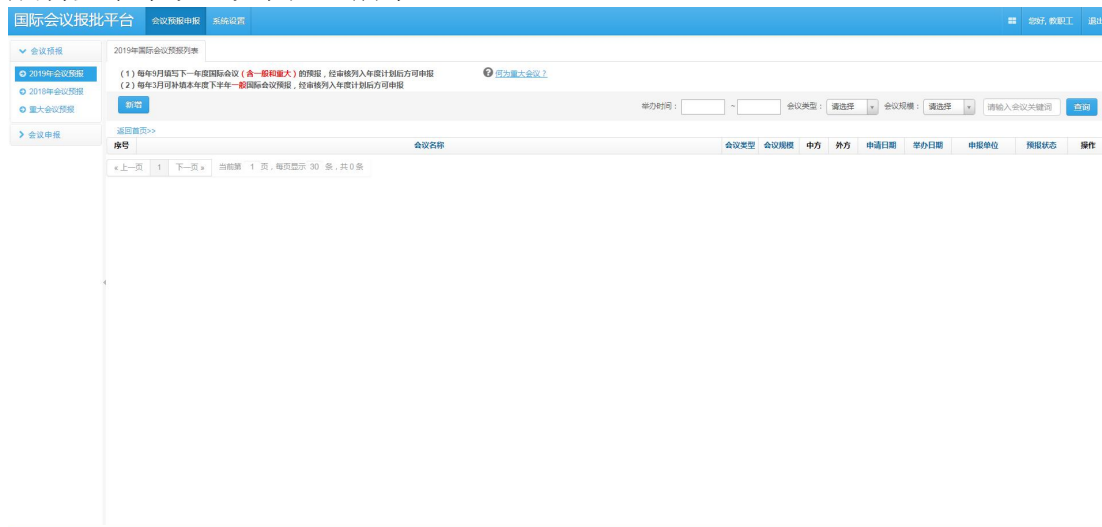 国际会议报批平台 会议预报申报 系统设置 您好, 教职工 退出
会议预报 2019年国际会议预报列表
2019年会议预报
2018年会议预报
重大会议预报
会议申报
（1）每年9月填写下一年度国际会议（含一般和重大）的预报，经审核列入年度计划后方可申报 何为重大会议？
（2）每年3月可补填本年度下半年一般国际会议预报，经审核列入年度计划后方可申报
新增 举办时间： ~ 会议类型： 请选择 会议规模： 请选择 请输入会议关键词 查询
返回首页>>
序号 会议名称 会议类型 会议规模 中方 外方 申请日期 举办日期 申报单位 预报状态 操作
« 上一页 1 下一页 » 当前第 1 页，每页显示 30 条，共 0 条